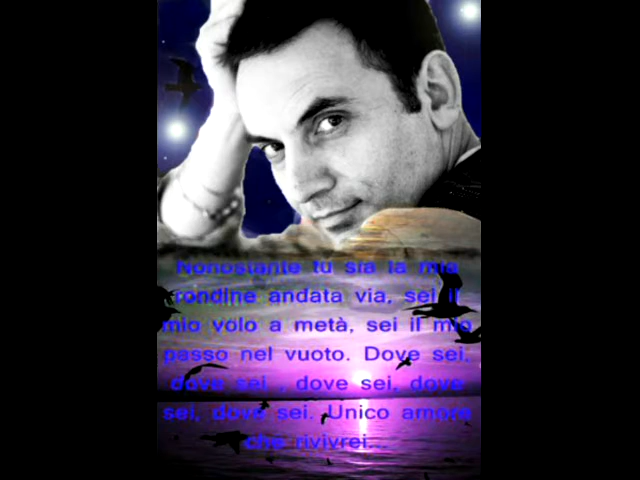 Nonostante tu sia la mia
rondine andata via, sei il
mio volo a metà, sei il mio
passo nel vuoto. Dove sei,
dove sei , dove sei, dove
sei, dove sei. Unico amore
che rivivrei...